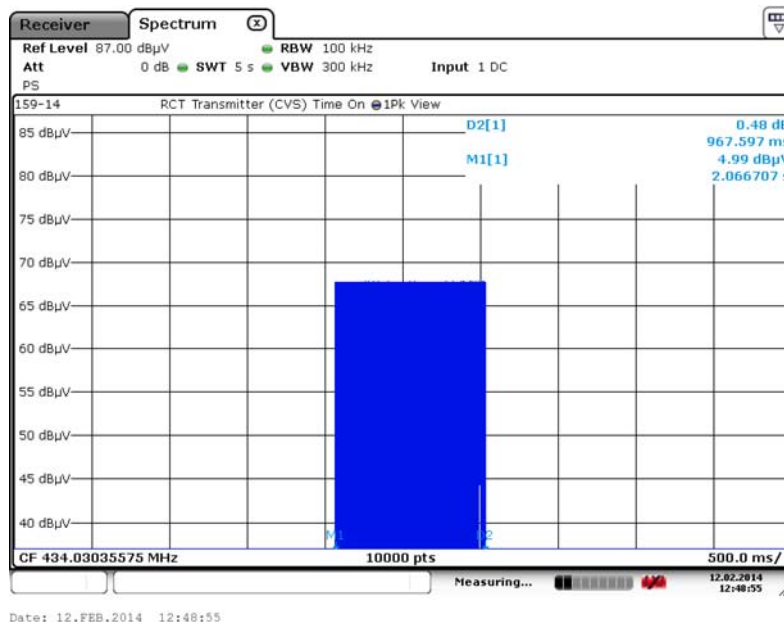 Receiver Spectrum X
Ref Level 87.00 dBµV RBW 100 kHz
Att 0 dB SWT 5 s VBW 300 kHz Input 1 DC
PS
159-14 RCT Transmitter (CVS) Time On 1Pk View
D2[1] 0.48 dB
967.597 ms
M1[1] 4.99 dBµV
2.066707 s
85 dBµV
80 dBµV
75 dBµV
70 dBµV
65 dBµV
60 dBµV
55 dBµV
50 dBµV
45 dBµV
40 dBµV
M1 D2
CF 434.03035575 MHz 10000 pts 500.0 ms/
Measuring... 12.02.2014
12:48:55
Date: 12.FEB.2014 12:48:55